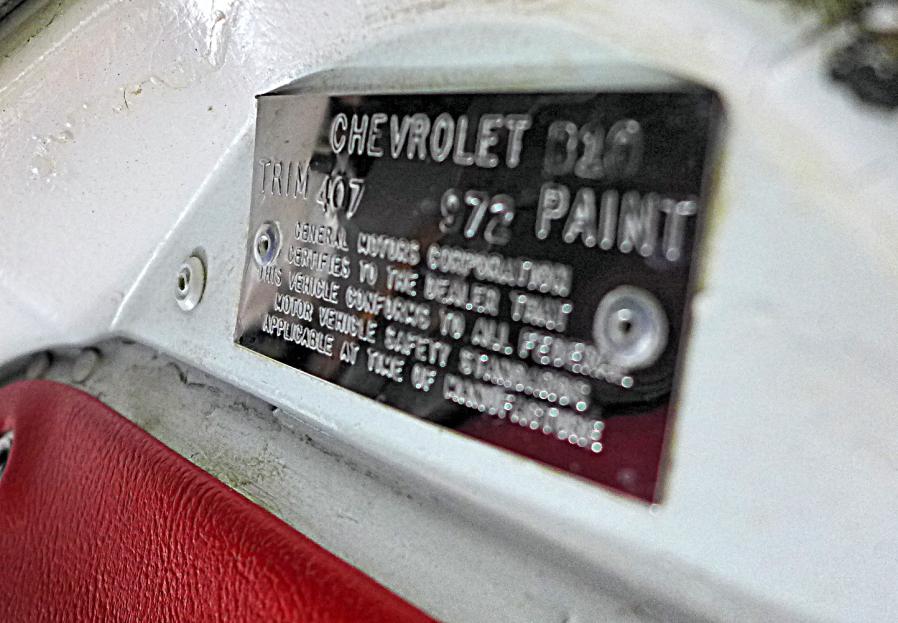 CHEVROLET
TRIM 407 972 PAINT
GENERAL MOTORS CORPORATION
CERTIFIES TO THE DEALER THAT
THIS VEHICLE CONFORMS TO ALL FEDERAL
MOTOR VEHICLE SAFETY STANDARDS
APPLICABLE AT TIME OF MANUFACTURE